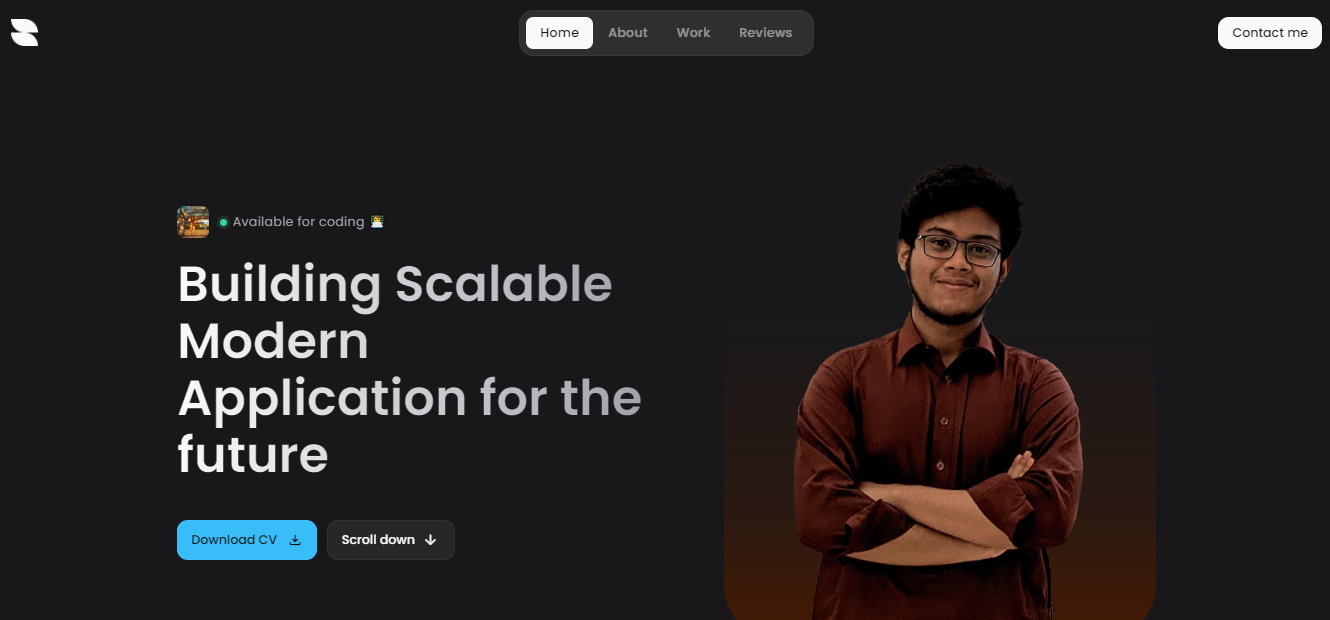 Home
About
Work
Reviews
Contact me
Available for coding
Building Scalable
Modern
Application for the
future
Download CV
Scroll down